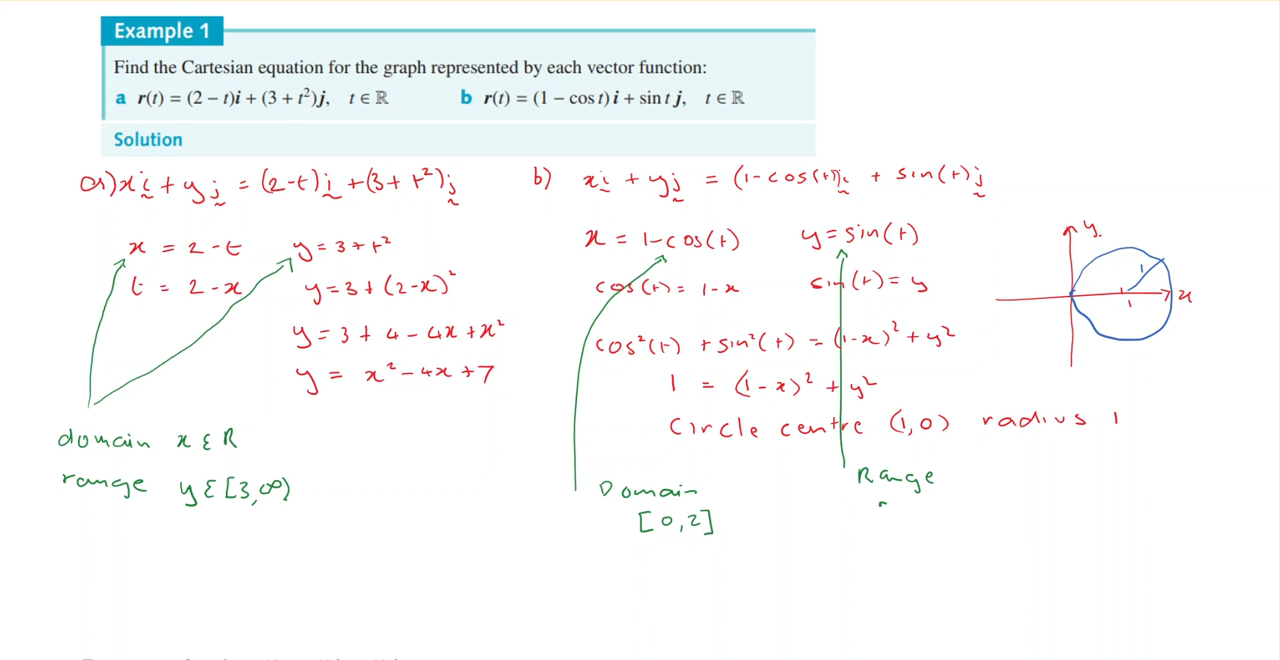 Example 1
Find the Cartesian equation for the graph represented by each vector function:
a r(t) = (2 − t)i + (3 + t²)j, t ∈ ℝ b r(t) = (1 − cos t) i + sin t j, t ∈ ℝ
Solution
a) xi + yj = (2-t)i + (3 + t²)j
x = 2 - t y = 3 + t²
t = 2 - x y = 3 + (2-x)²
y = 3 + 4 - 4x + x²
y = x² - 4x + 7
domain x ε R
range y ε [3,∞)
b) xi + yj = (1 - cos(t))i + sin(t)j
x = 1 - cos(t) y = sin(t)
cos(t) = 1 - x sin(t) = y
cos²(t) + sin²(t) = (1-x)² + y²
1 = (1-x)² + y²
Circle centre (1,0) radius 1
Domain
[0,2]
Range
y
1
1
x